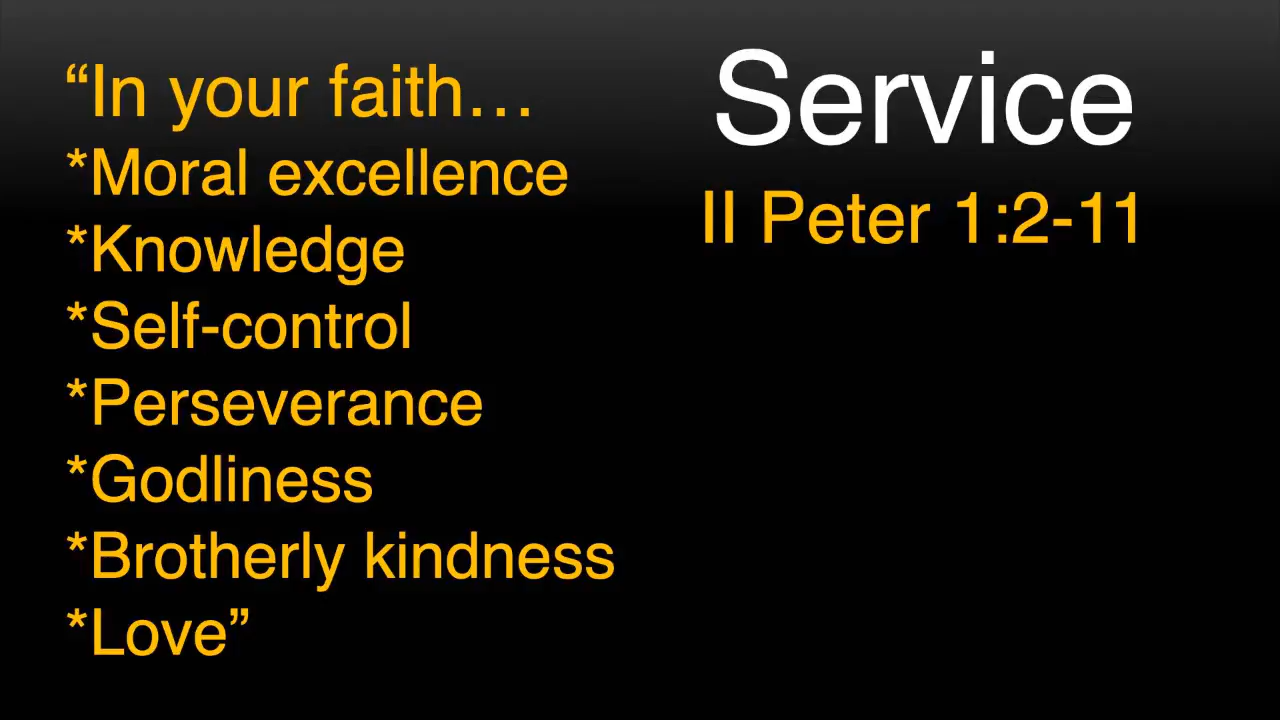 “In your faith…
*Moral excellence
*Knowledge
*Self-control
*Perseverance
*Godliness
*Brotherly kindness
*Love”
Service
II Peter 1:2-11